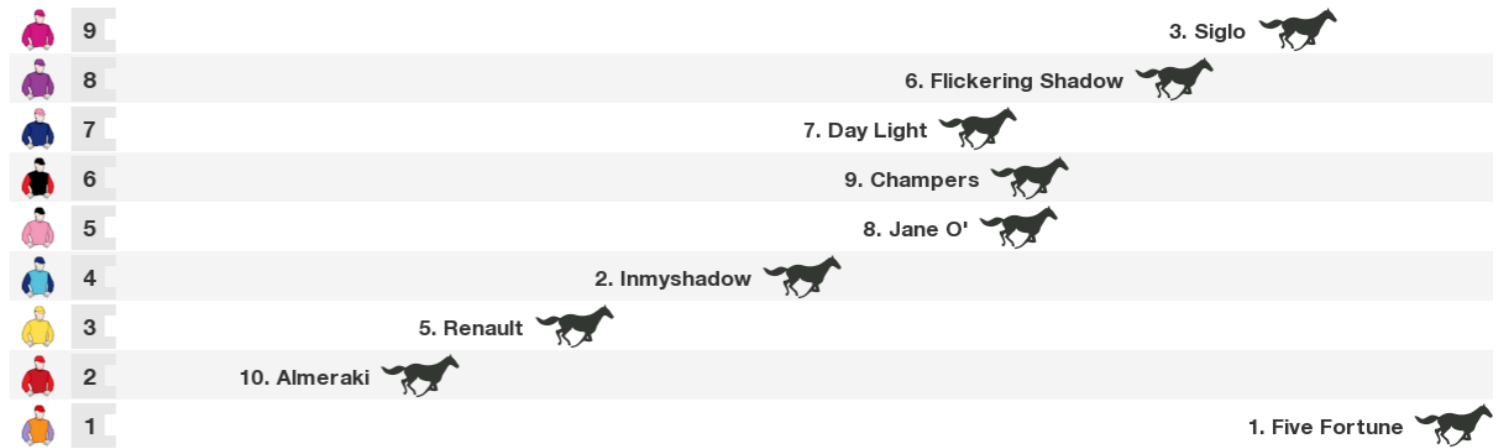 9 3. Siglo
8 6. Flickering Shadow
7 7. Day Light
6 9. Champers
5 8. Jane O'
4 2. Inmyshadow
3 5. Renault
2 10. Almeraki
1 1. Five Fortune